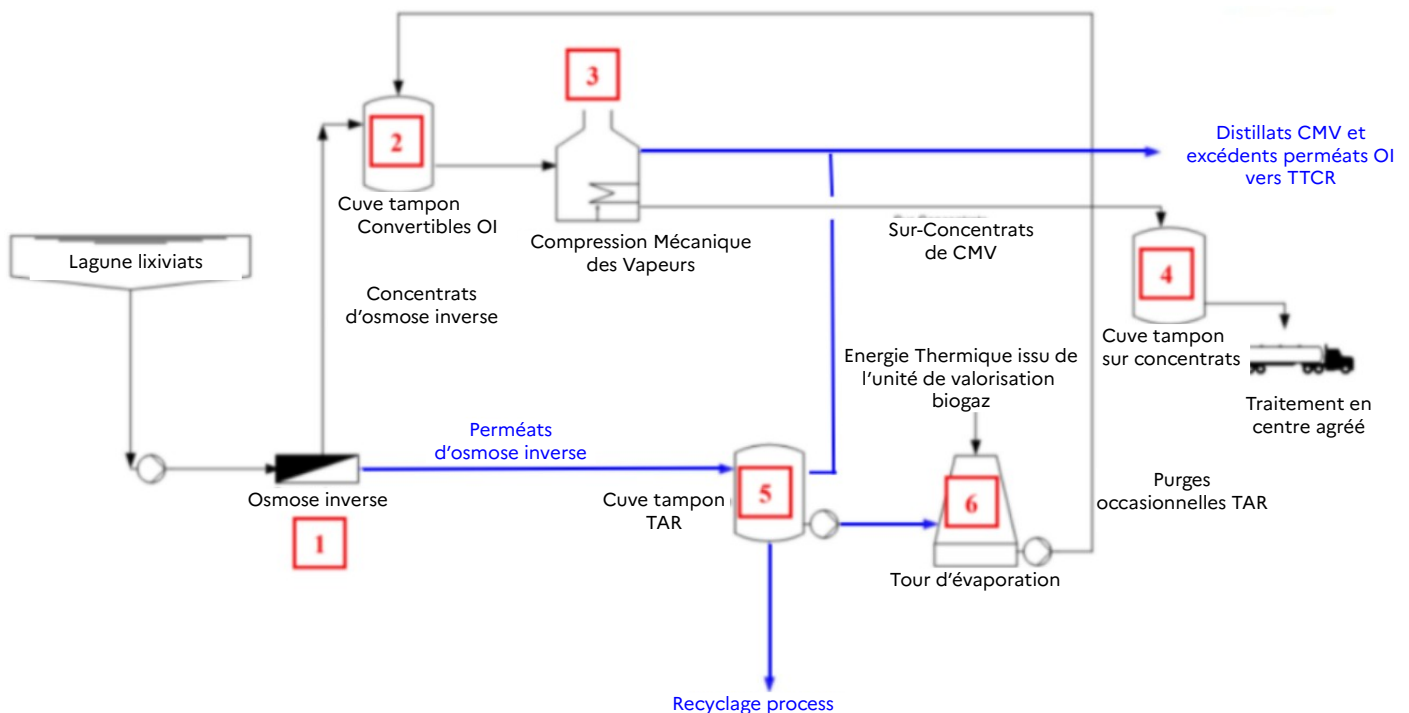 3
2
Distillats CMV et
excédents perméats OI
vers TTCR
Cuve tampon
Convertibles OI
Compression Mécanique
des Vapeurs
Sur-Concentrats
de CMV
Lagune lixiviats
4
Concentrats
d'osmose inverse
Cuve tampon
sur concentrats
Energie Thermique issu de
l'unité de valorisation
biogaz
Traitement en
centre agréé
Perméats
d'osmose inverse
Osmose inverse
1
Cuve tampon
TAR
5
6
Purges
occasionnelles TAR
Tour d'évaporation
Recyclage process